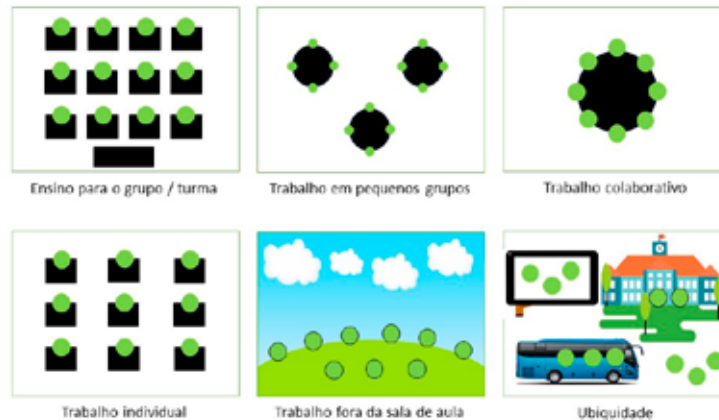 Ensino para o grupo / turma
Trabalho em pequenos grupos
Trabalho colaborativo
Trabalho individual
Trabalho fora da sala de aula
Ubiquidade